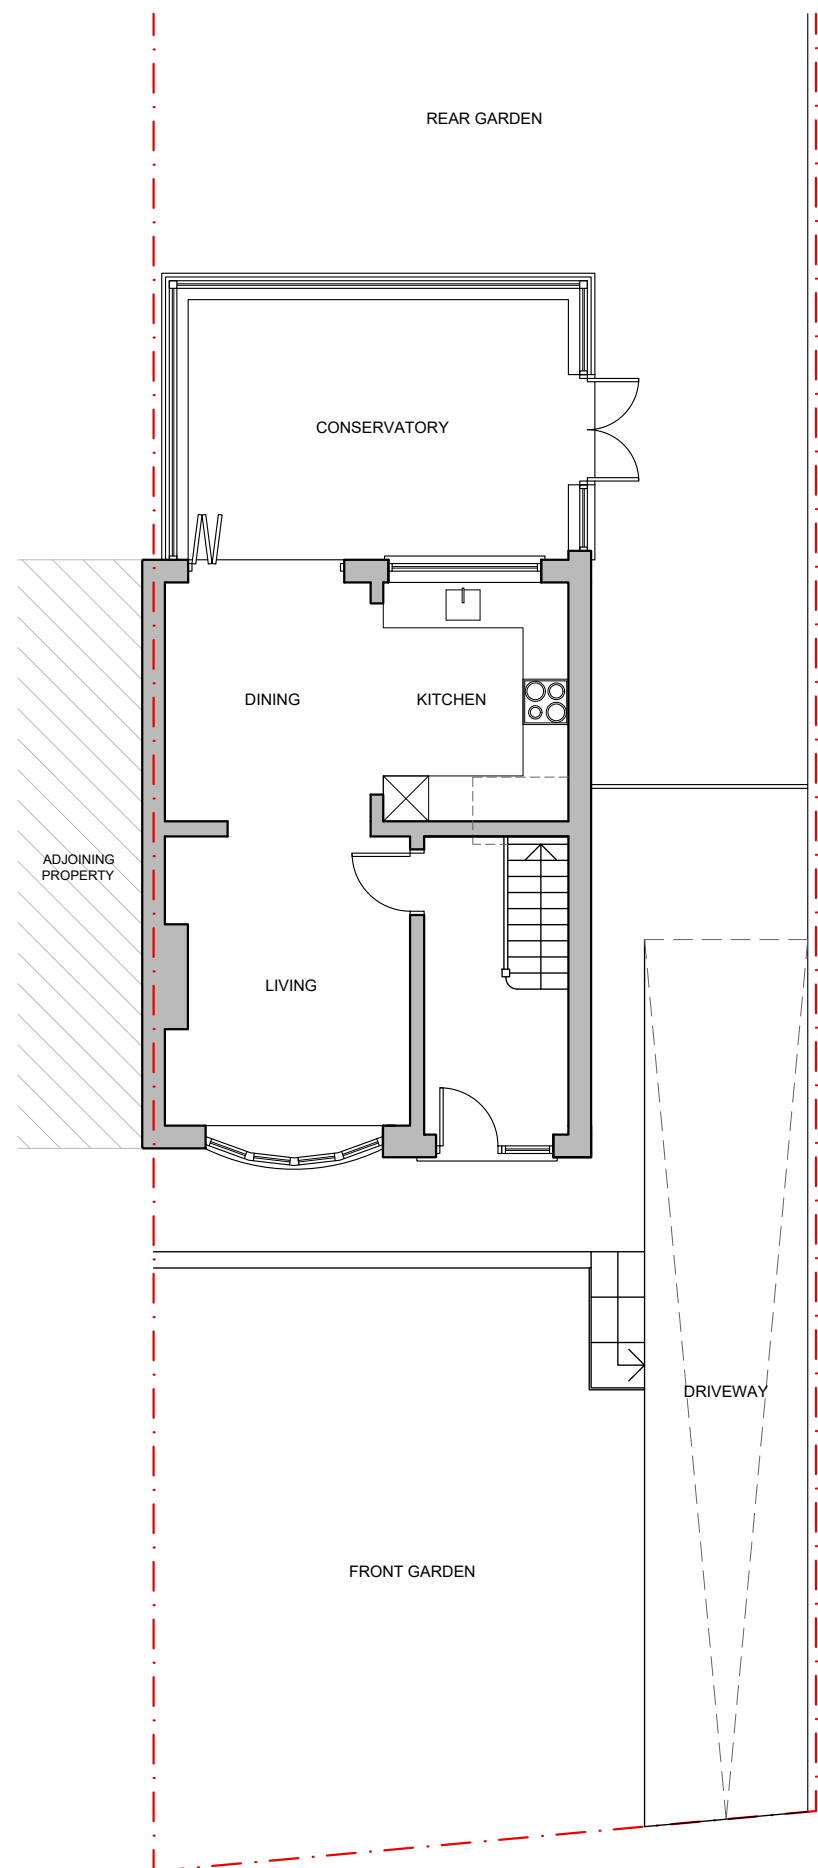 REAR GARDEN
CONSERVATORY
DINING
KITCHEN
ADJOINING
PROPERTY
LIVING
DRIVEWAY
FRONT GARDEN